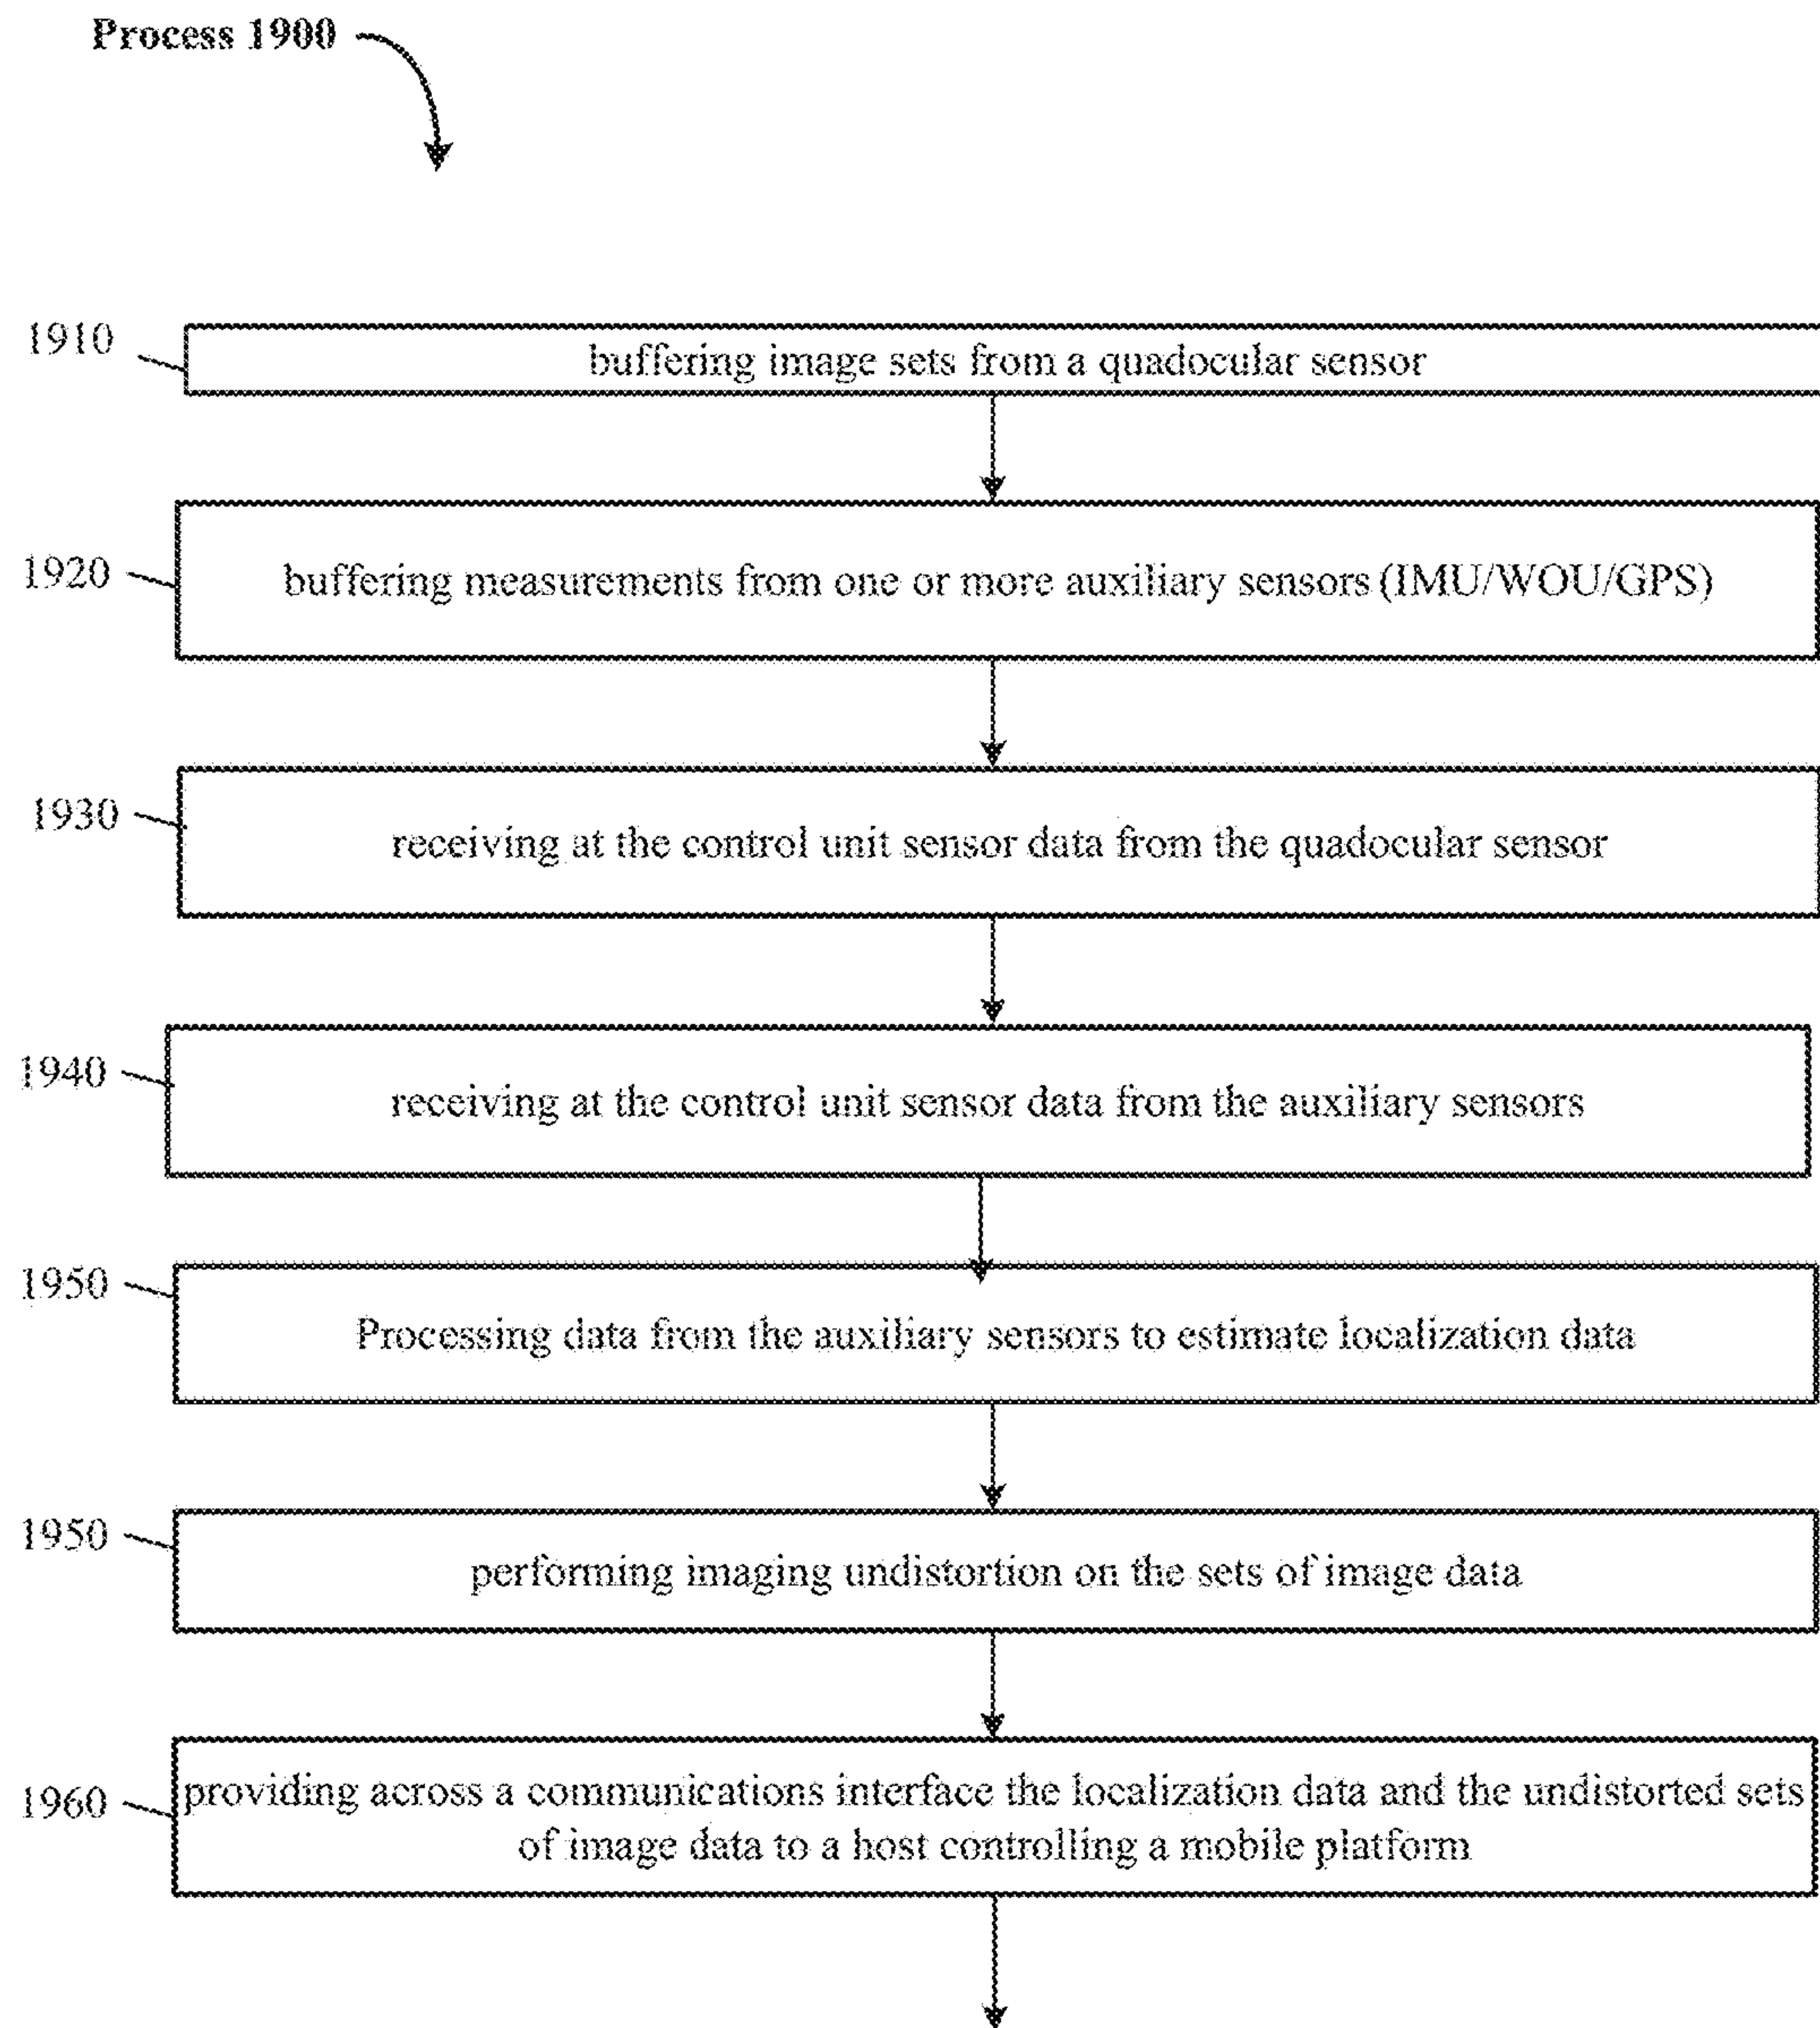 Process 1900
1910
buffering image sets from a quadocular sensor
1920
buffering measurements from one or more auxiliary sensors (IMU/WOU/GPS)
1930
receiving at the control unit sensor data from the quadocular sensor
1940
receiving at the control unit sensor data from the auxiliary sensors
1950
Processing data from the auxiliary sensors to estimate localization data
1950
performing imaging undistortion on the sets of image data
1960
providing across a communications interface the localization data and the undistorted sets
of image data to a host controlling a mobile platform